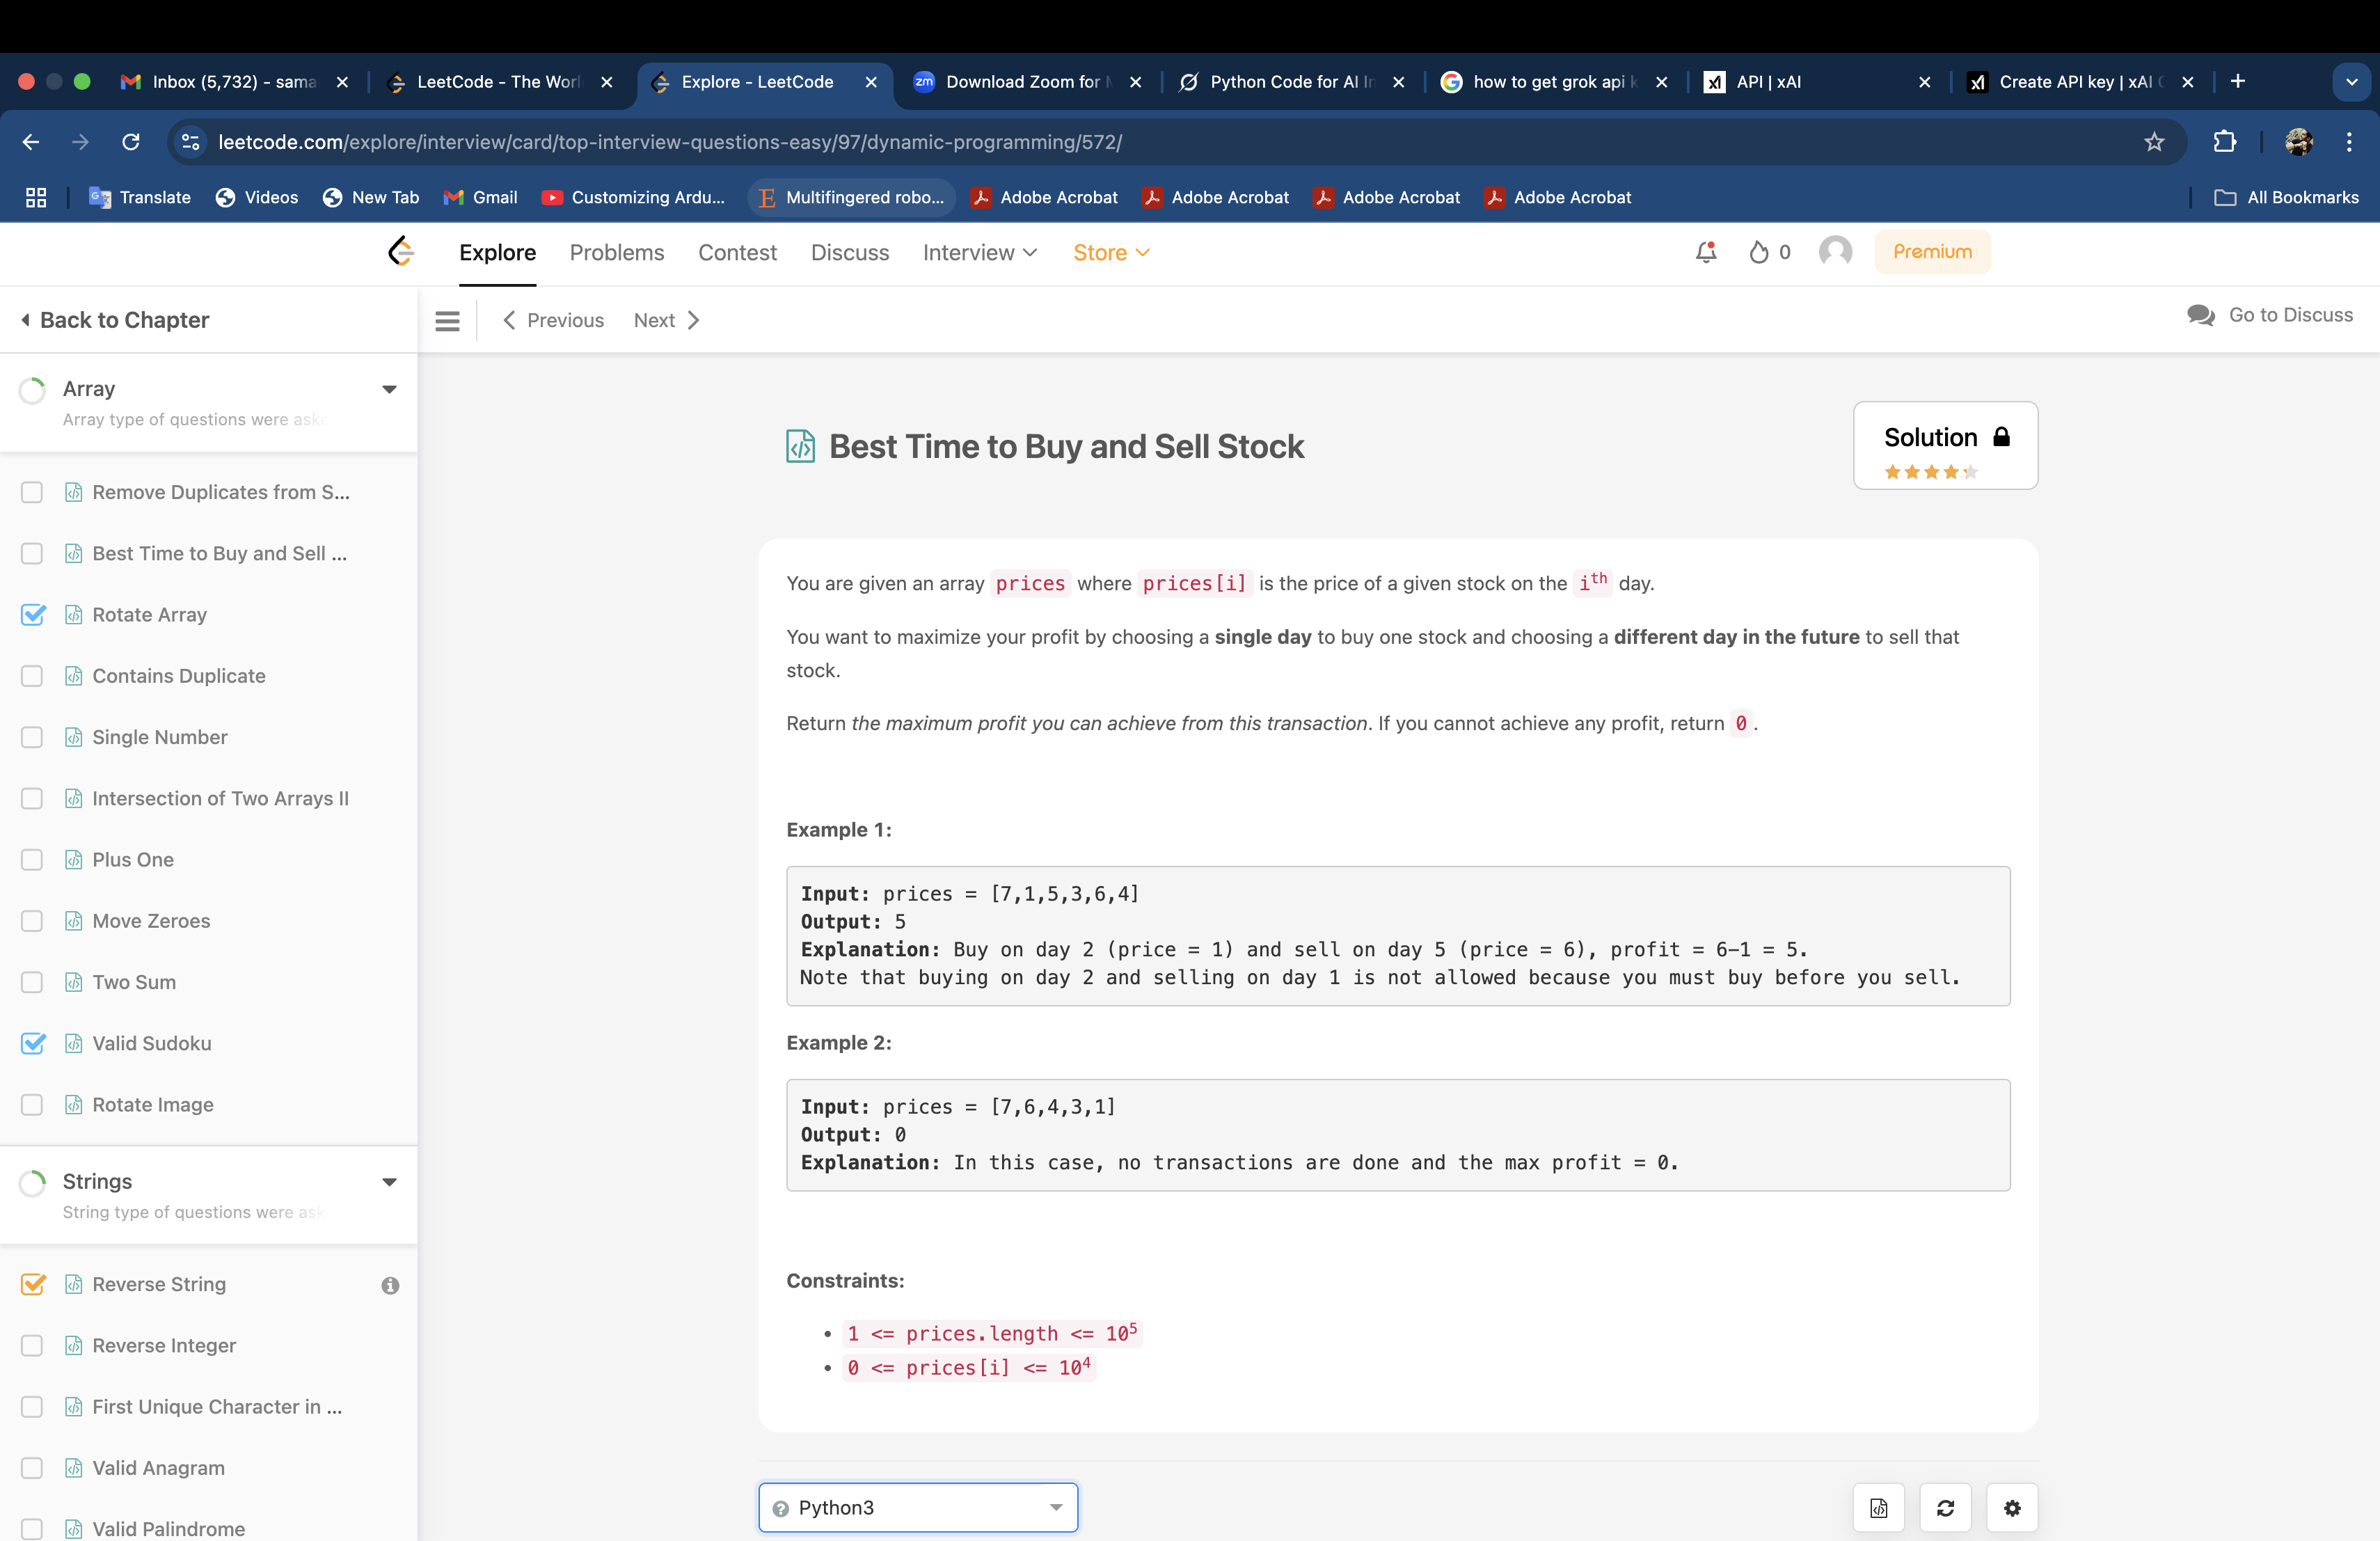 Inbox (5,732) - sama
LeetCode - The Worl
Explore - LeetCode
Download Zoom for M
Python Code for AI In
how to get grok api k
API | xAI
Create API key | xAI C
leetcode.com/explore/interview/card/top-interview-questions-easy/97/dynamic-programming/572/
Translate
Videos
New Tab
Gmail
Customizing Ardu...
Multifingered robo...
Adobe Acrobat
Adobe Acrobat
Adobe Acrobat
Adobe Acrobat
All Bookmarks
Explore
Problems
Contest
Discuss
Interview
Store
0
Premium
Back to Chapter
Previous
Next
Go to Discuss
Array
Array type of questions were aske
Remove Duplicates from S...
Best Time to Buy and Sell ...
Rotate Array
Contains Duplicate
Single Number
Intersection of Two Arrays II
Plus One
Move Zeroes
Two Sum
Valid Sudoku
Rotate Image
Strings
String type of questions were ask
Reverse String
Reverse Integer
First Unique Character in ...
Valid Anagram
Valid Palindrome
Best Time to Buy and Sell Stock
Solution
You are given an array prices where prices[i] is the price of a given stock on the ith day.
You want to maximize your profit by choosing a single day to buy one stock and choosing a different day in the future to sell that
stock.
Return the maximum profit you can achieve from this transaction. If you cannot achieve any profit, return 0.
Example 1:
Input: prices = [7,1,5,3,6,4]
Output: 5
Explanation: Buy on day 2 (price = 1) and sell on day 5 (price = 6), profit = 6-1 = 5.
Note that buying on day 2 and selling on day 1 is not allowed because you must buy before you sell.
Example 2:
Input: prices = [7,6,4,3,1]
Output: 0
Explanation: In this case, no transactions are done and the max profit = 0.
Constraints:
• 1 <= prices.length <= 10⁵
• 0 <= prices[i] <= 10⁴
Python3